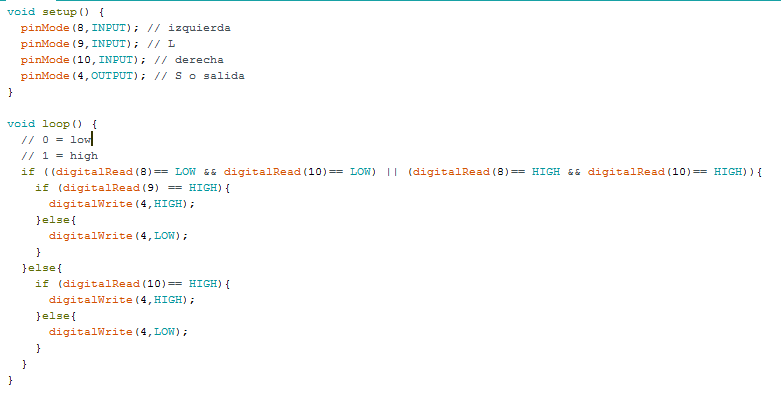 void setup() {
  pinMode(8,INPUT); // izquierda
  pinMode(9,INPUT); // L
  pinMode(10,INPUT); // derecha
  pinMode(4,OUTPUT); // S o salida
}

void loop() {
  // 0 = low
  // 1 = high
  if ((digitalRead(8)== LOW && digitalRead(10)== LOW) || (digitalRead(8)== HIGH && digitalRead(10)== HIGH)){
    if (digitalRead(9) == HIGH){
      digitalWrite(4,HIGH);
    }else{
      digitalWrite(4,LOW);
    }
  }else{
    if (digitalRead(10)== HIGH){
      digitalWrite(4,HIGH);
    }else{
      digitalWrite(4,LOW);
    }
  }
}